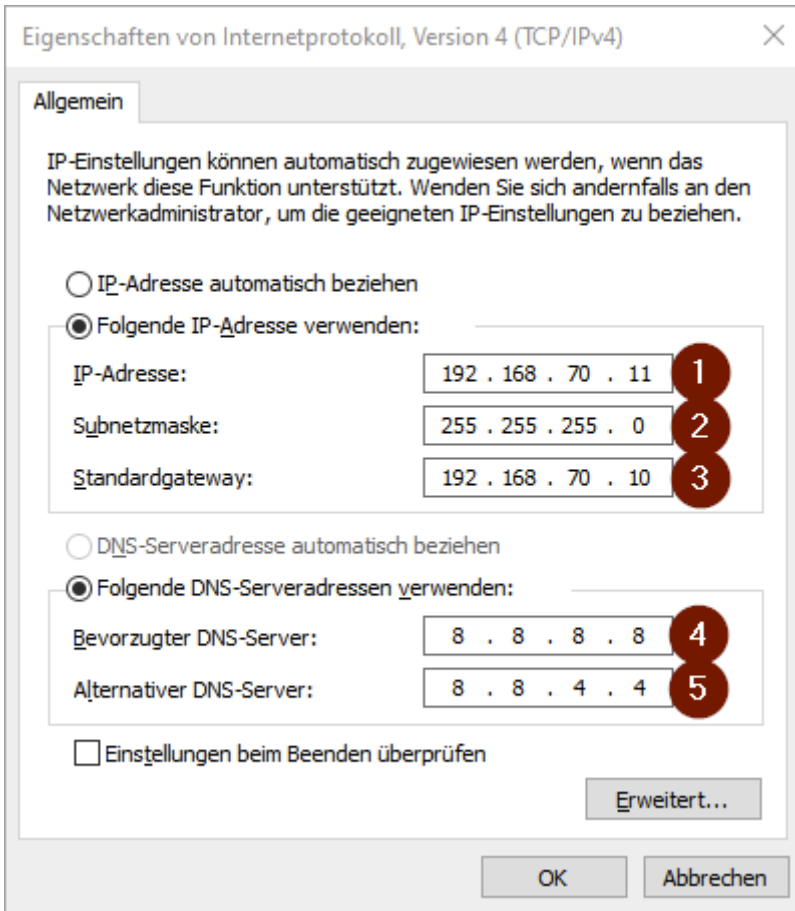 Eigenschaften von Internetprotokoll, Version 4 (TCP/IPv4)
Allgemein
IP-Einstellungen können automatisch zugewiesen werden, wenn das
Netzwerk diese Funktion unterstützt. Wenden Sie sich andernfalls an den
Netzwerkadministrator, um die geeigneten IP-Einstellungen zu beziehen.
IP-Adresse automatisch beziehen
Folgende IP-Adresse verwenden:
IP-Adresse: 192 . 168 . 70 . 11 1
Subnetzmaske: 255 . 255 . 255 . 0 2
Standardgateway: 192 . 168 . 70 . 10 3
DNS-Serveradresse automatisch beziehen
Folgende DNS-Serveradressen verwenden:
Bevorzugter DNS-Server: 8 . 8 . 8 . 8 4
Alternativer DNS-Server: 8 . 8 . 4 . 4 5
Einstellungen beim Beenden überprüfen
Erweitert...
OK Abbrechen